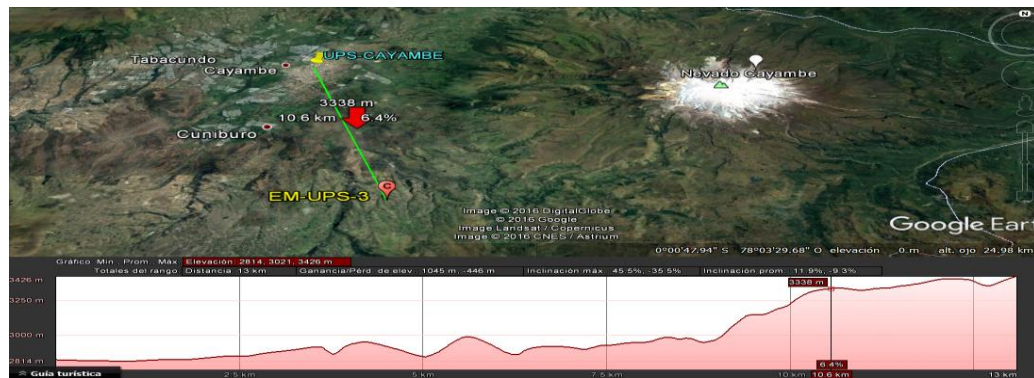 N
UPS-CAYAMBE
Tabacundo
Cayambe
Nevado Cayambe
3338 m
10.6 km 6.4%
Cuniburo
C
EM-UPS-3
Image © 2016 DigitalGlobe
© 2016 Google
Image Landsat / Copernicus
Image © 2016 CNES / Astrium
Google Ear
0°00'47.94" S 78°03'29.68" O elevación 0 m alt. ojo 24.98 km
Gráfico Mín. Prom. Máx. Elevación: 2814, 3021, 3426 m
Totales del rango: Distancia: 13 km Ganancia/Pérd. de elev. 1045 m, -446 m Inclinación máx. 45.5%, -35.5% Inclinación prom. 11.9%, -9.3%
3426 m
3338 m
3250 m
3000 m
2814 m
6.4%
Guía turística 2.5 km 5 km 7.5 km 10 km 10.6 km 13 km